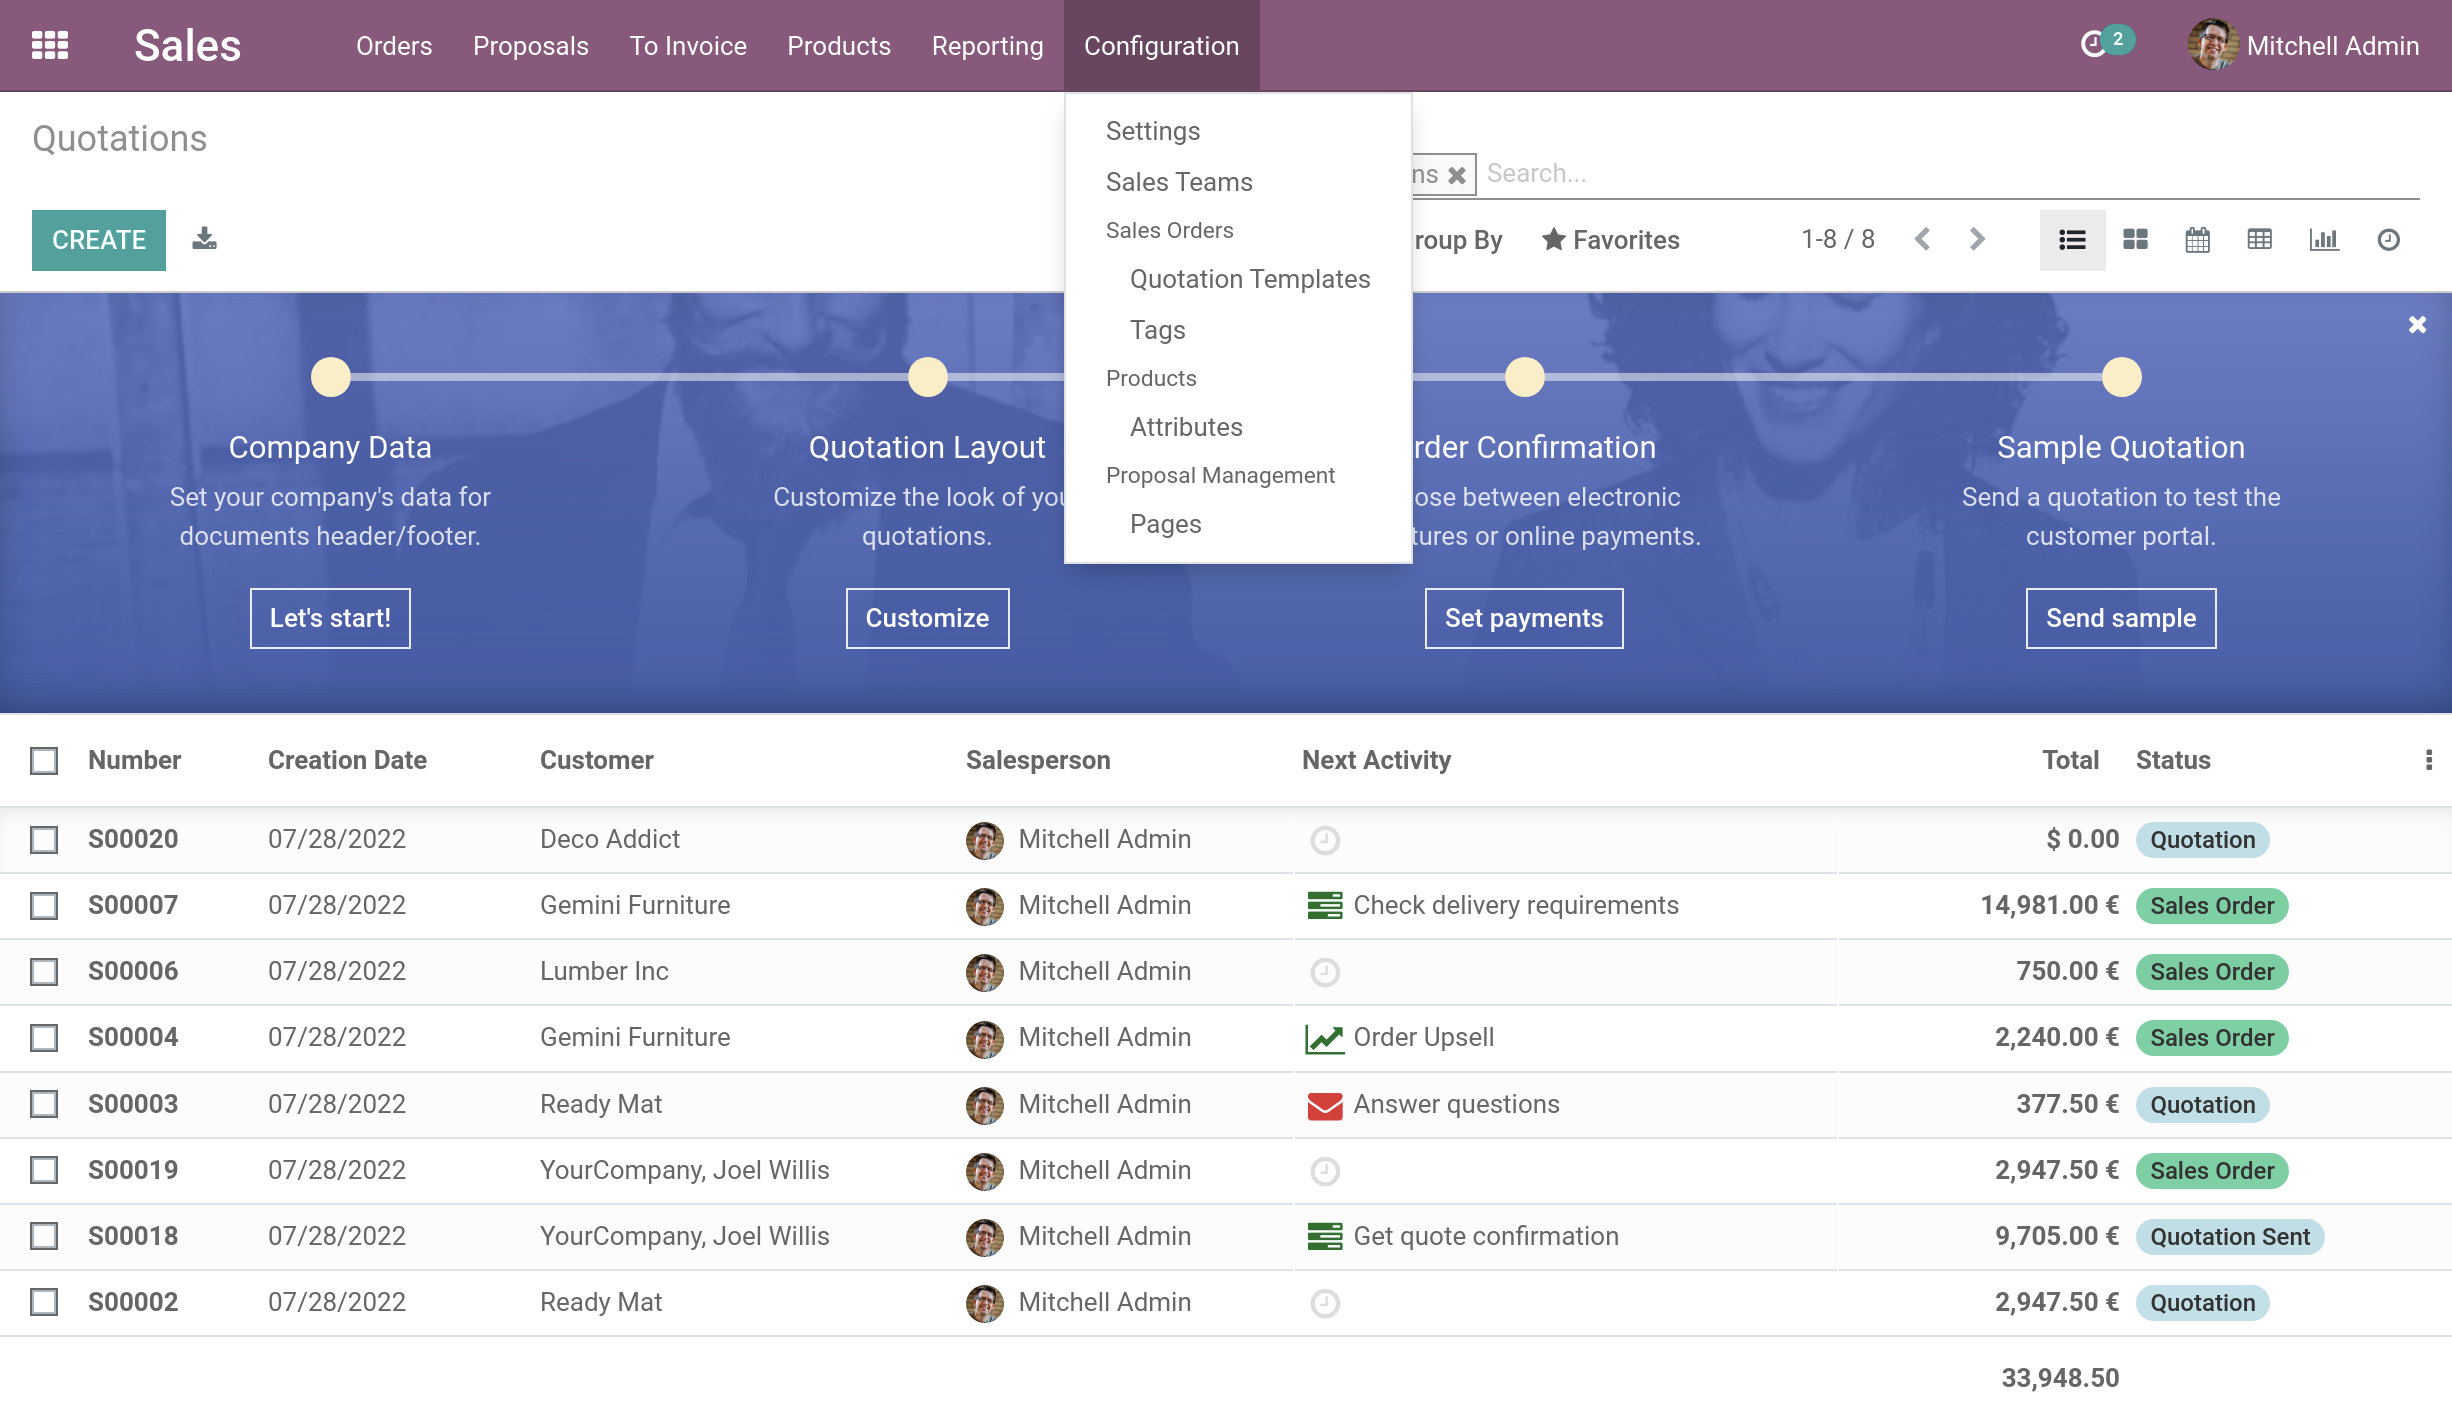 Sales
Orders
Proposals
To Invoice
Products
Reporting
Configuration
2
Mitchell Admin
Quotations
Settings
Sales Teams
Sales Orders
Quotation Templates
Tags
Products
Attributes
Proposal Management
Pages
ns
Search...
CREATE
roup By
Favorites
1-8 / 8
Company Data
Set your company's data for
documents header/footer.
Let's start!
Quotation Layout
Customize the look of you
quotations.
Customize
rder Confirmation
ose between electronic
tures or online payments.
Set payments
Sample Quotation
Send a quotation to test the
customer portal.
Send sample
Number Creation Date Customer Salesperson Next Activity Total Status
S00020 07/28/2022 Deco Addict Mitchell Admin $ 0.00 Quotation
S00007 07/28/2022 Gemini Furniture Mitchell Admin Check delivery requirements 14,981.00 € Sales Order
S00006 07/28/2022 Lumber Inc Mitchell Admin 750.00 € Sales Order
S00004 07/28/2022 Gemini Furniture Mitchell Admin Order Upsell 2,240.00 € Sales Order
S00003 07/28/2022 Ready Mat Mitchell Admin Answer questions 377.50 € Quotation
S00019 07/28/2022 YourCompany, Joel Willis Mitchell Admin 2,947.50 € Sales Order
S00018 07/28/2022 YourCompany, Joel Willis Mitchell Admin Get quote confirmation 9,705.00 € Quotation Sent
S00002 07/28/2022 Ready Mat Mitchell Admin 2,947.50 € Quotation
33,948.50